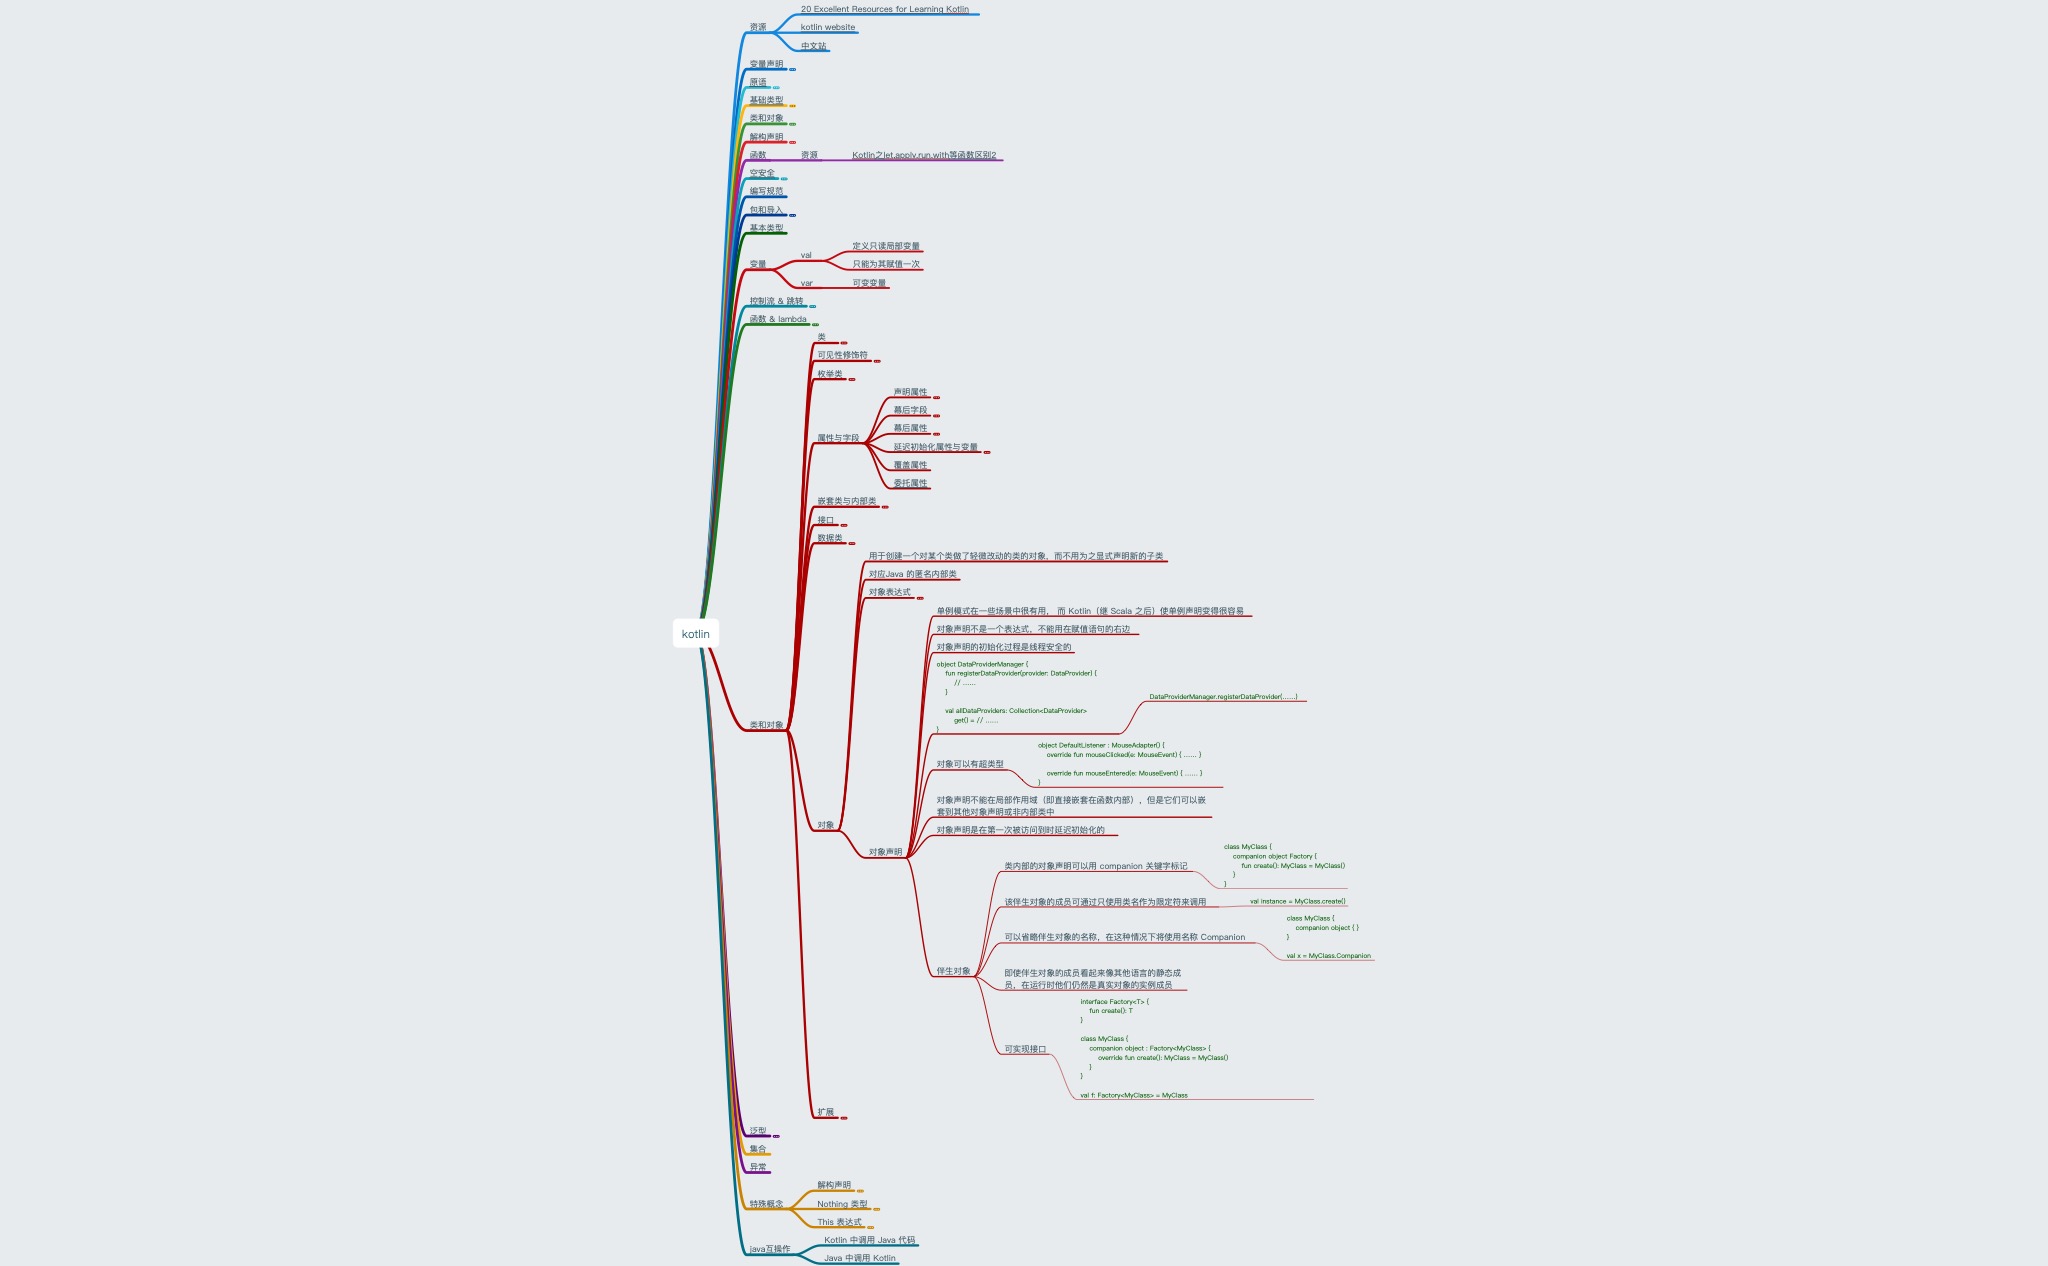 20 Excellent Resources for Learning Kotlin
资源
kotlin website
中文站
变量声明
原语
基础类型
类和对象
解构声明
函数
资源
Kotlin之let,apply,run,with等函数区别2
空安全
编写规范
包和导入
基本类型
变量
val
定义只读局部变量
只能为其赋值一次
var
可变变量
控制流 & 跳转
函数 & lambda
类
可见性修饰符
枚举类
属性与字段
声明属性
幕后字段
幕后属性
延迟初始化属性与变量
覆盖属性
委托属性
嵌套类与内部类
接口
数据类
用于创建一个对某个类做了轻微改动的类的对象，而不用为之显式声明新的子类
对应Java 的匿名内部类
对象表达式
kotlin
类和对象
对象
对象声明
单例模式在一些场景中很有用， 而 Kotlin（继 Scala 之后）使单例声明变得很容易
对象声明不是一个表达式，不能用在赋值语句的右边
对象声明的初始化过程是线程安全的
object DataProviderManager {
fun registerDataProvider(provider: DataProvider) {
// ……
}
val allDataProviders: Collection<DataProvider>
get() = // ……
}
DataProviderManager.registerDataProvider(……)
对象可以有超类型
object DefaultListener : MouseAdapter() {
override fun mouseClicked(e: MouseEvent) { …… }
override fun mouseEntered(e: MouseEvent) { …… }
}
对象声明不能在局部作用域（即直接嵌套在函数内部），但是它们可以嵌
套到其他对象声明或非内部类中
对象声明是在第一次被访问到时延迟初始化的
伴生对象
类内部的对象声明可以用 companion 关键字标记
class MyClass {
companion object Factory {
fun create(): MyClass = MyClass()
}
}
该伴生对象的成员可通过只使用类名作为限定符来调用
val instance = MyClass.create()
可以省略伴生对象的名称，在这种情况下将使用名称 Companion
class MyClass {
companion object { }
}
val x = MyClass.Companion
即使伴生对象的成员看起来像其他语言的静态成
员，在运行时他们仍然是真实对象的实例成员
可实现接口
interface Factory<T> {
fun create(): T
}
class MyClass {
companion object : Factory<MyClass> {
override fun create(): MyClass = MyClass()
}
}
val f: Factory<MyClass> = MyClass
扩展
泛型
集合
异常
特殊概念
解构声明
Nothing 类型
This 表达式
java互操作
Kotlin 中调用 Java 代码
Java 中调用 Kotlin